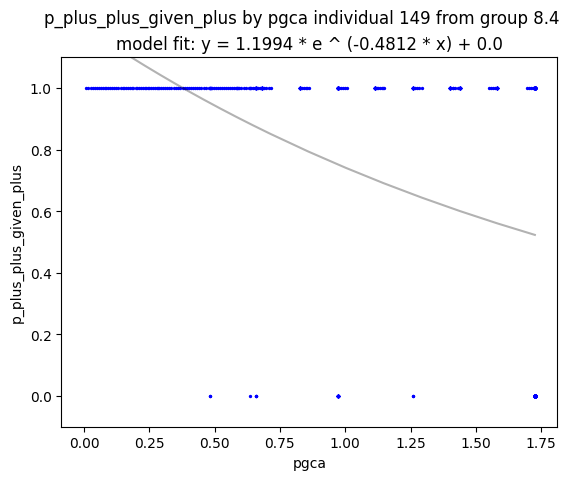 p_plus_plus_given_plus by pgca individual 149 from group 8.4
model fit: y = 1.1994 * e ^ (-0.4812 * x) + 0.0
1.0
0.8
0.6
0.4
0.2
0.0
p_plus_plus_given_plus
0.00 0.25 0.50 0.75 1.00 1.25 1.50 1.75
pgca